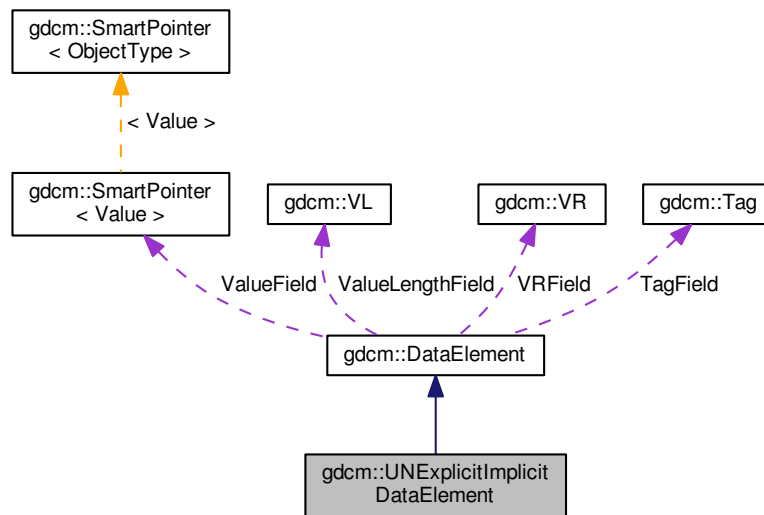 gdcm::SmartPointer
< ObjectType >
< Value >
gdcm::SmartPointer
< Value >
gdcm::VL
gdcm::VR
gdcm::Tag
ValueField
ValueLengthField
VRField
TagField
gdcm::DataElement
gdcm::UNExplicitImplicit
DataElement